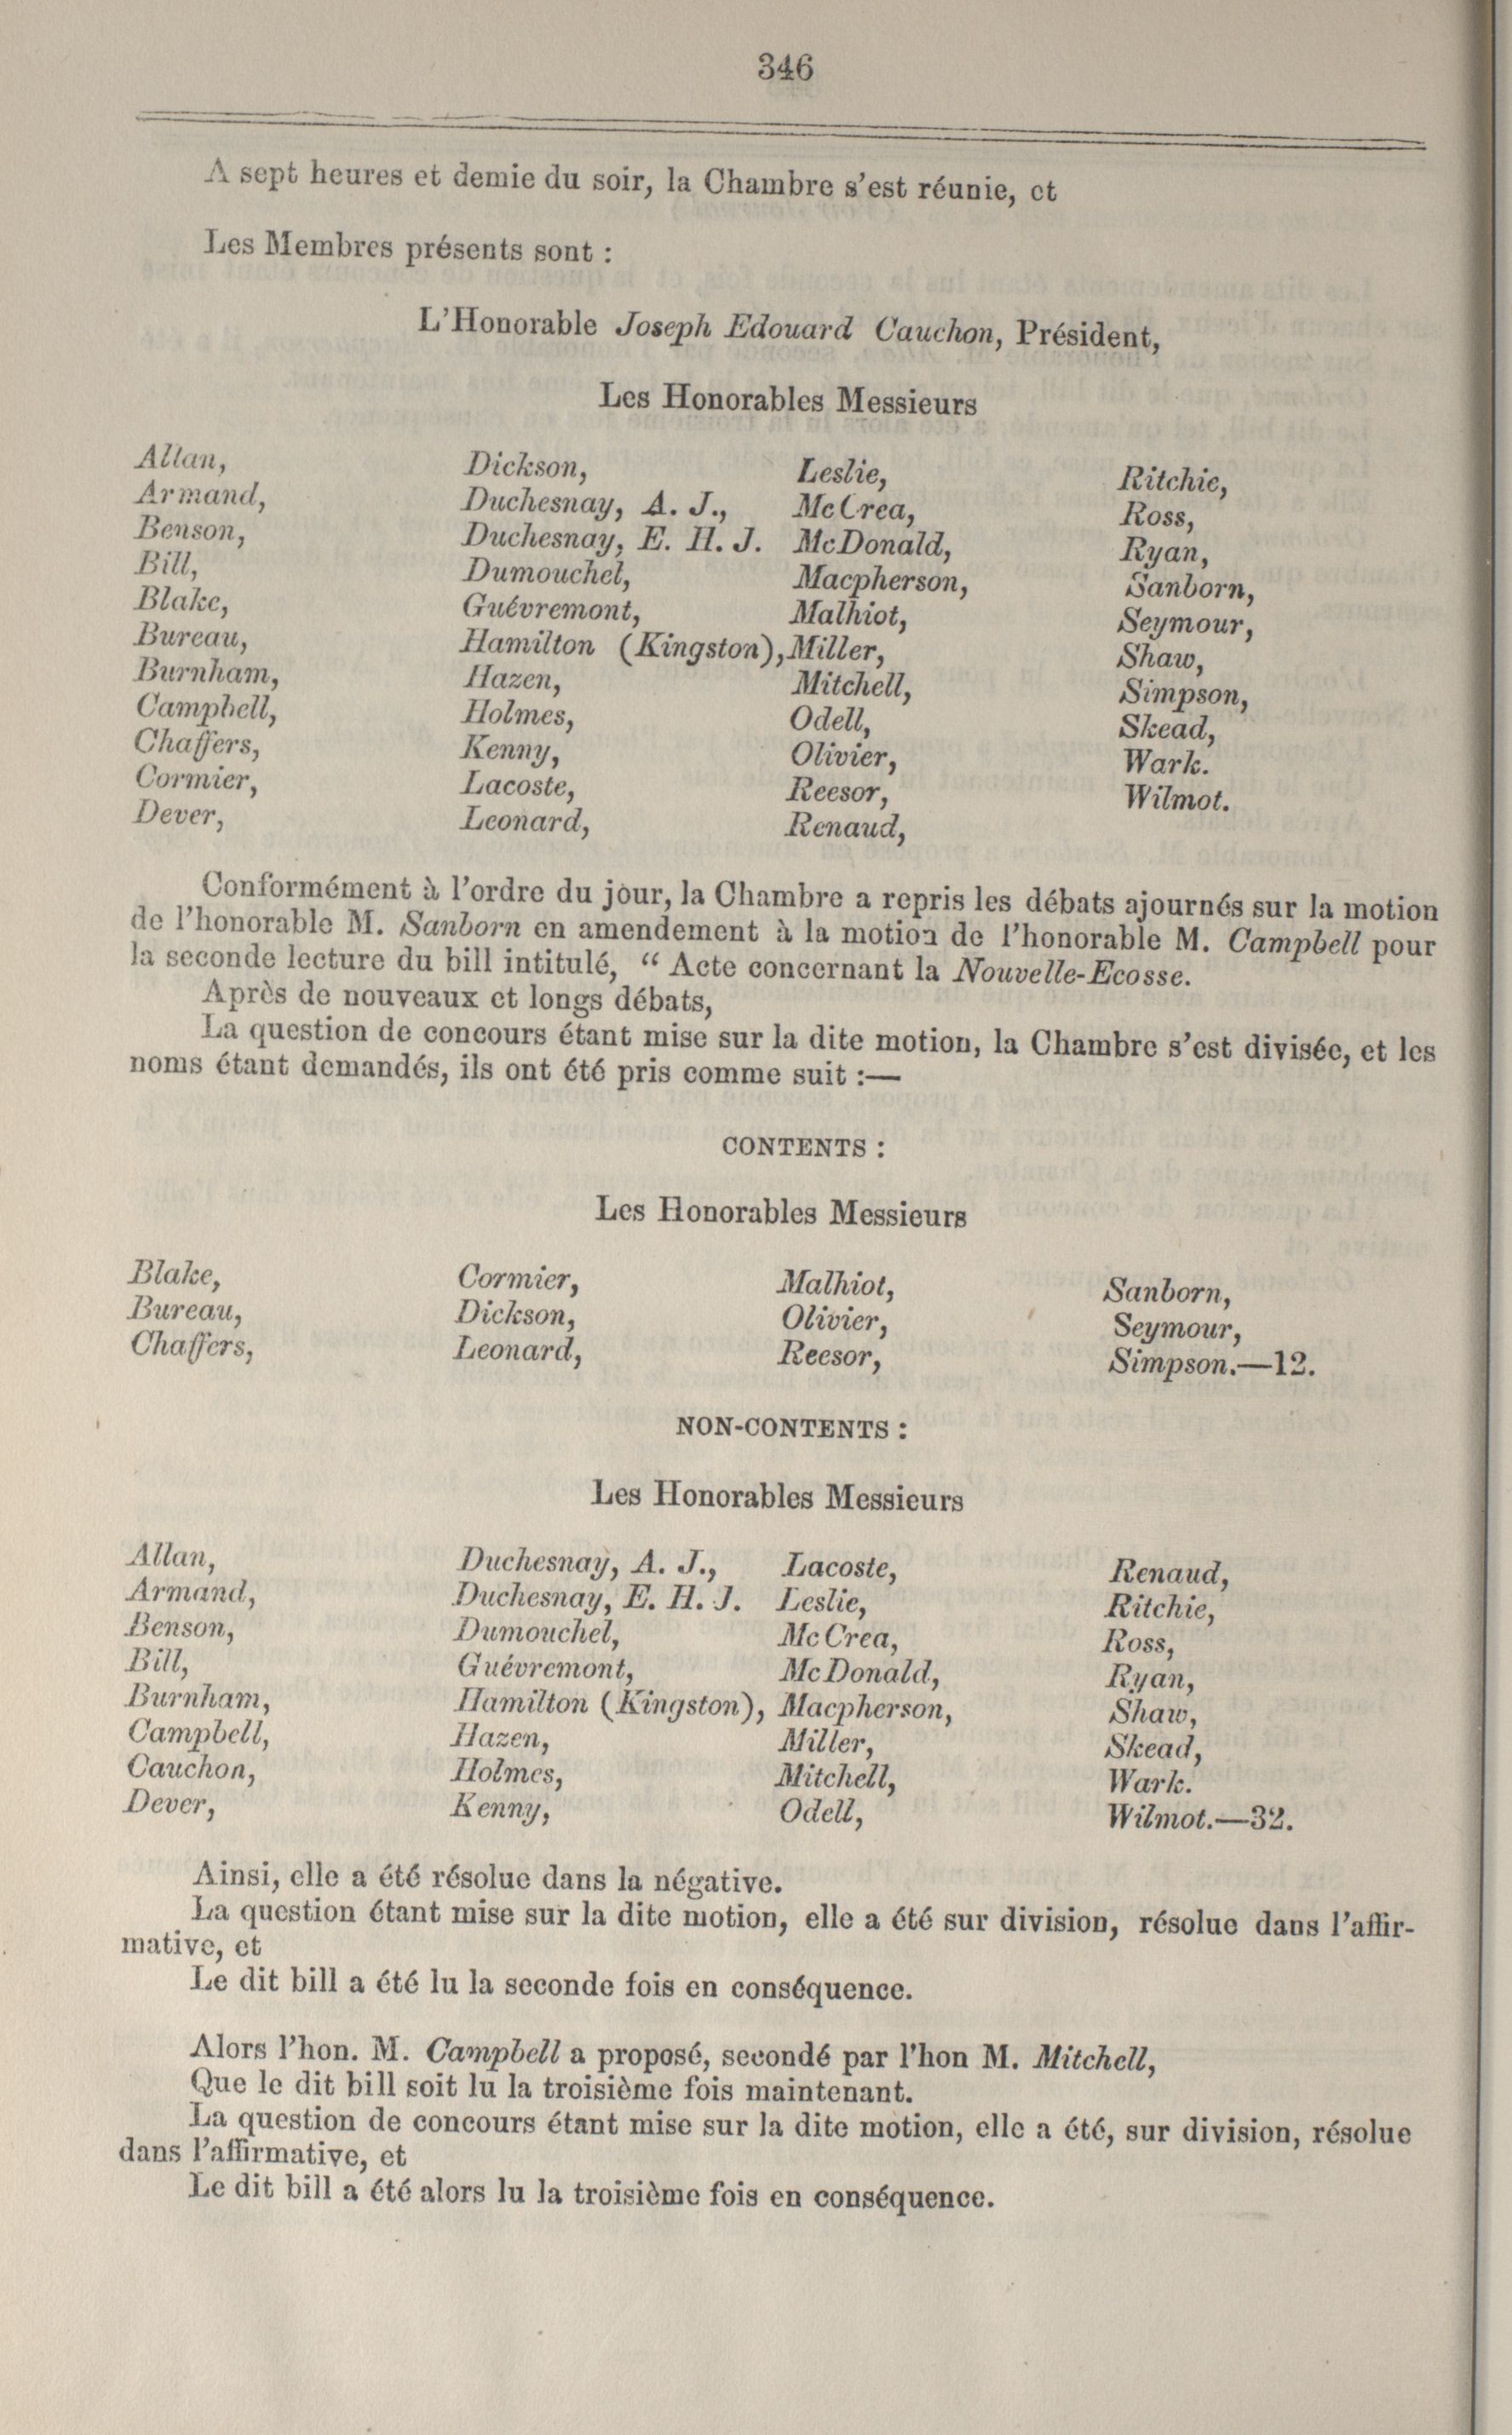 346
A sept heures et demie du soir, la Chambre s'est réunie, et
Les Membres présents sont :
L'Honorable Joseph Edouard Cauchon, Président,
Les Honorables Messieurs
Allan, Dickson, Leslie, Ritchie,
Armand, Duchesnay, A. J., McCrea, Ross,
Benson, Duchesnay, E. H. J. McDonald, Ryan,
Bill, Dumouchel, Macpherson, Sanborn,
Blake, Guévremont, Malhiot, Seymour,
Bureau, Hamilton (Kingston), Miller, Shaw,
Burnham, Hazen, Mitchell, Simpson,
Campbell, Holmes, Odell, Skead,
Chaffers, Kenny, Olivier, Wark.
Cormier, Lacoste, Reesor, Wilmot.
Dever, Leonard, Renaud,
Conformément à l'ordre du jour, la Chambre a repris les débats ajournés sur la motion
de l'honorable M. Sanborn en amendement à la motion de l'honorable M. Campbell pour
la seconde lecture du bill intitulé, “ Acte concernant la Nouvelle-Ecosse.
Après de nouveaux et longs débats,
La question de concours étant mise sur la dite motion, la Chambre s'est divisée, et les
noms étant demandés, ils ont été pris comme suit :—
CONTENTS :
Les Honorables Messieurs
Blake, Cormier, Malhiot, Sanborn,
Bureau, Dickson, Olivier, Seymour,
Chaffers, Leonard, Reesor, Simpson.—12.
NON-CONTENTS :
Les Honorables Messieurs
Allan, Duchesnay, A. J., Lacoste, Renaud,
Armand, Duchesnay, E. H. J. Leslie, Ritchie,
Benson, Dumouchel, McCrea, Ross,
Bill, Guévremont, McDonald, Ryan,
Burnham, Hamilton (Kingston), Macpherson, Shaw,
Campbell, Hazen, Miller, Skead,
Cauchon, Holmes, Mitchell, Wark.
Dever, Kenny, Odell, Wilmot.—32.
Ainsi, elle a été résolue dans la négative.
La question étant mise sur la dite motion, elle a été sur division, résolue dans l'affir-
mative, et
Le dit bill a été lu la seconde fois en conséquence.
Alors l'hon. M. Campbell a proposé, secondé par l'hon M. Mitchell,
Que le dit bill soit lu la troisième fois maintenant.
La question de concours étant mise sur la dite motion, elle a été, sur division, résolue
dans l'affirmative, et
Le dit bill a été alors lu la troisième fois en conséquence.